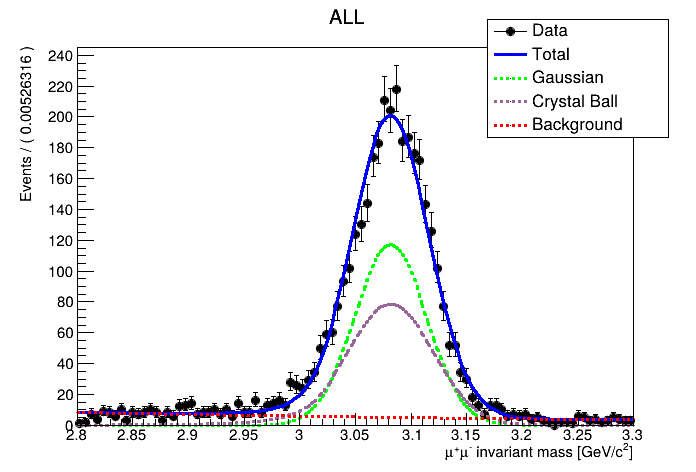 ALL
Data
Total
Gaussian
Crystal Ball
Background
Events / ( 0.00526316 )
240
220
200
180
160
140
120
100
80
60
40
20
0
2.8 2.85 2.9 2.95 3 3.05 3.1 3.15 3.2 3.25 3.3
μ⁺μ⁻ invariant mass [GeV/c²]